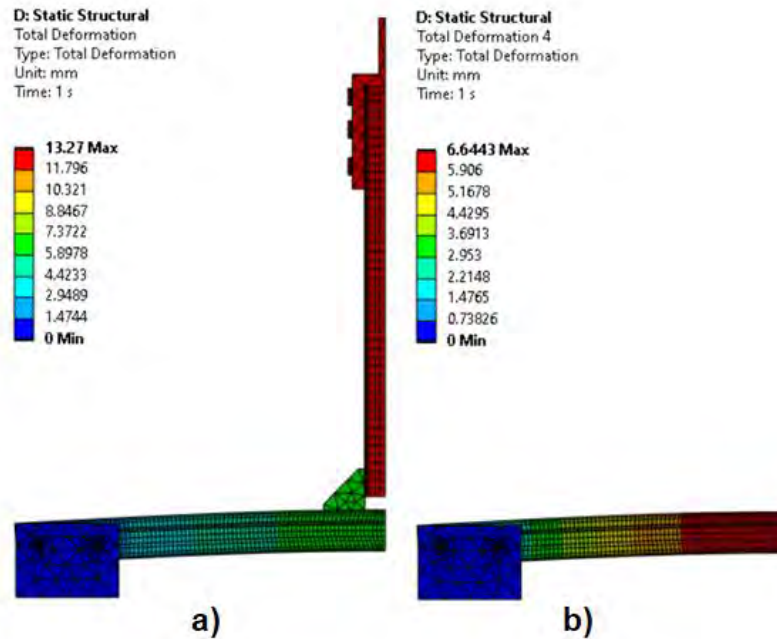 D: Static Structural
Total Deformation
Type: Total Deformation
Unit: mm
Time: 1 s
13.27 Max
11.796
10.321
8.8467
7.3722
5.8978
4.4233
2.9489
1.4744
0 Min
a)
D: Static Structural
Total Deformation 4
Type: Total Deformation
Unit: mm
Time: 1 s
6.6443 Max
5.906
5.1678
4.4295
3.6913
2.953
2.2148
1.4765
0.73826
0 Min
b)